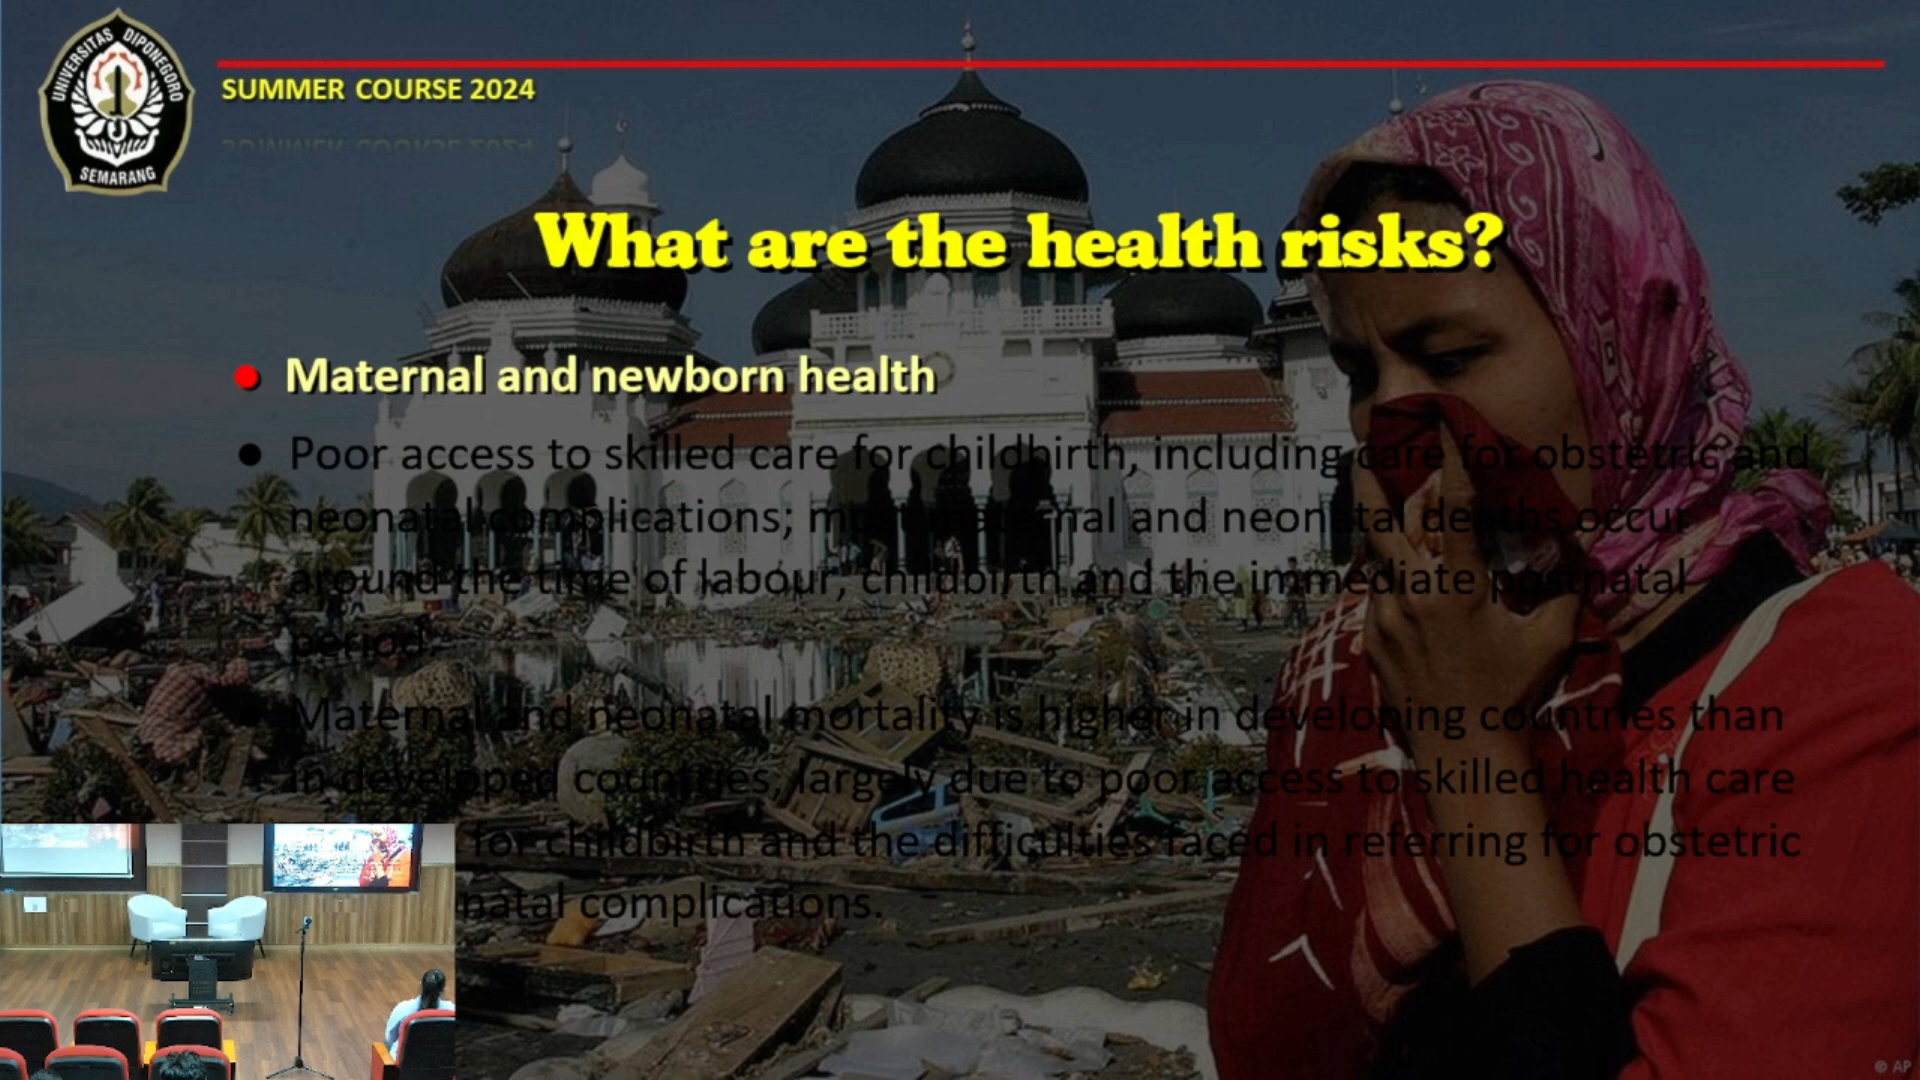 UNIVERSITAS DIPONEGORO
SEMARANG
SUMMER COURSE 2024
What are the health risks?
● Maternal and newborn health
● Poor access to skilled care for childbirth, including care for obstetric and
neonatal complications; most maternal and neonatal deaths occur
around the time of labour, childbirth and the immediate postnatal
period.
Maternal and neonatal mortality is higher in developing countries than
in developed countries, largely due to poor access to skilled health care
for childbirth and the difficulties faced in referring for obstetric
natal complications.
© AP